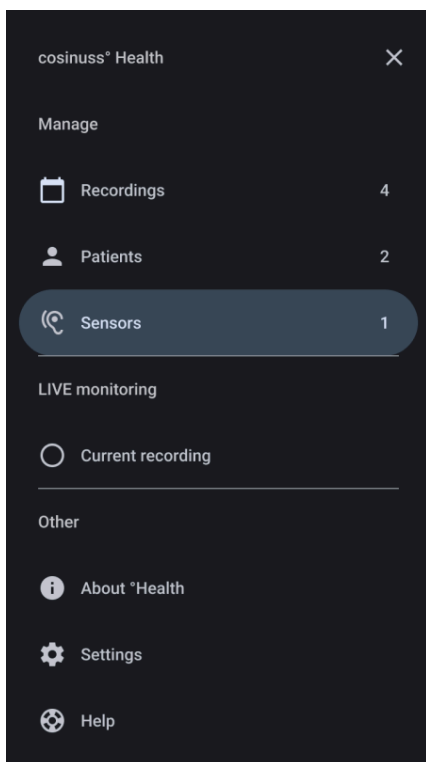 cosinuss° Health
Manage
Recordings 4
Patients 2
Sensors 1
LIVE monitoring
Current recording
Other
About °Health
Settings
Help